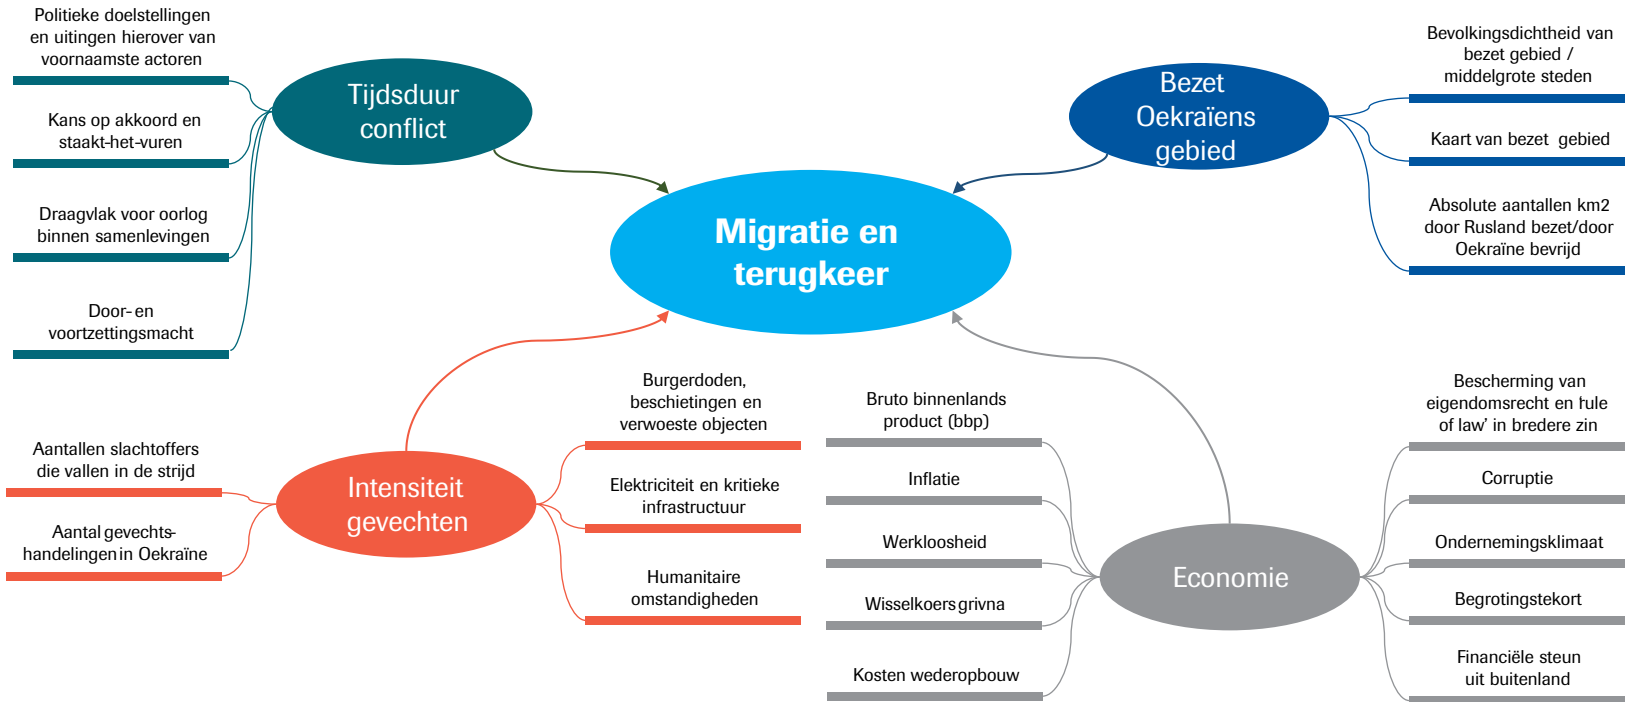 Politieke doelstellingen
en uitingen hierover van
voornaamste actoren
Kans op akkoord en
staakt-het-vuren
Draagvlak voor oorlog
binnen samenlevingen
Door- en
voortzettingsmacht
Tijdsduur
conflict
Bezet
Oekraïens
gebied
Bevolkingsdichtheid van
bezet gebied /
middelgrote steden
Kaart van bezet gebied
Absolute aantallen km2
door Rusland bezet/door
Oekraïne bevrijd
Migratie en
terugkeer
Aantallen slachtoffers
die vallen in de strijd
Aantal gevechts-
handelingen in Oekraïne
Intensiteit
gevechten
Burgerdoden,
beschietingen en
verwoeste objecten
Elektriciteit en kritieke
infrastructuur
Humanitaire
omstandigheden
Bruto binnenlands
product (bbp)
Inflatie
Werkloosheid
Wisselkoers grivna
Kosten wederopbouw
Economie
Bescherming van
eigendomsrecht en ‘rule
of law’ in bredere zin
Corruptie
Ondernemingsklimaat
Begrotingstekort
Financiële steun
uit buitenland